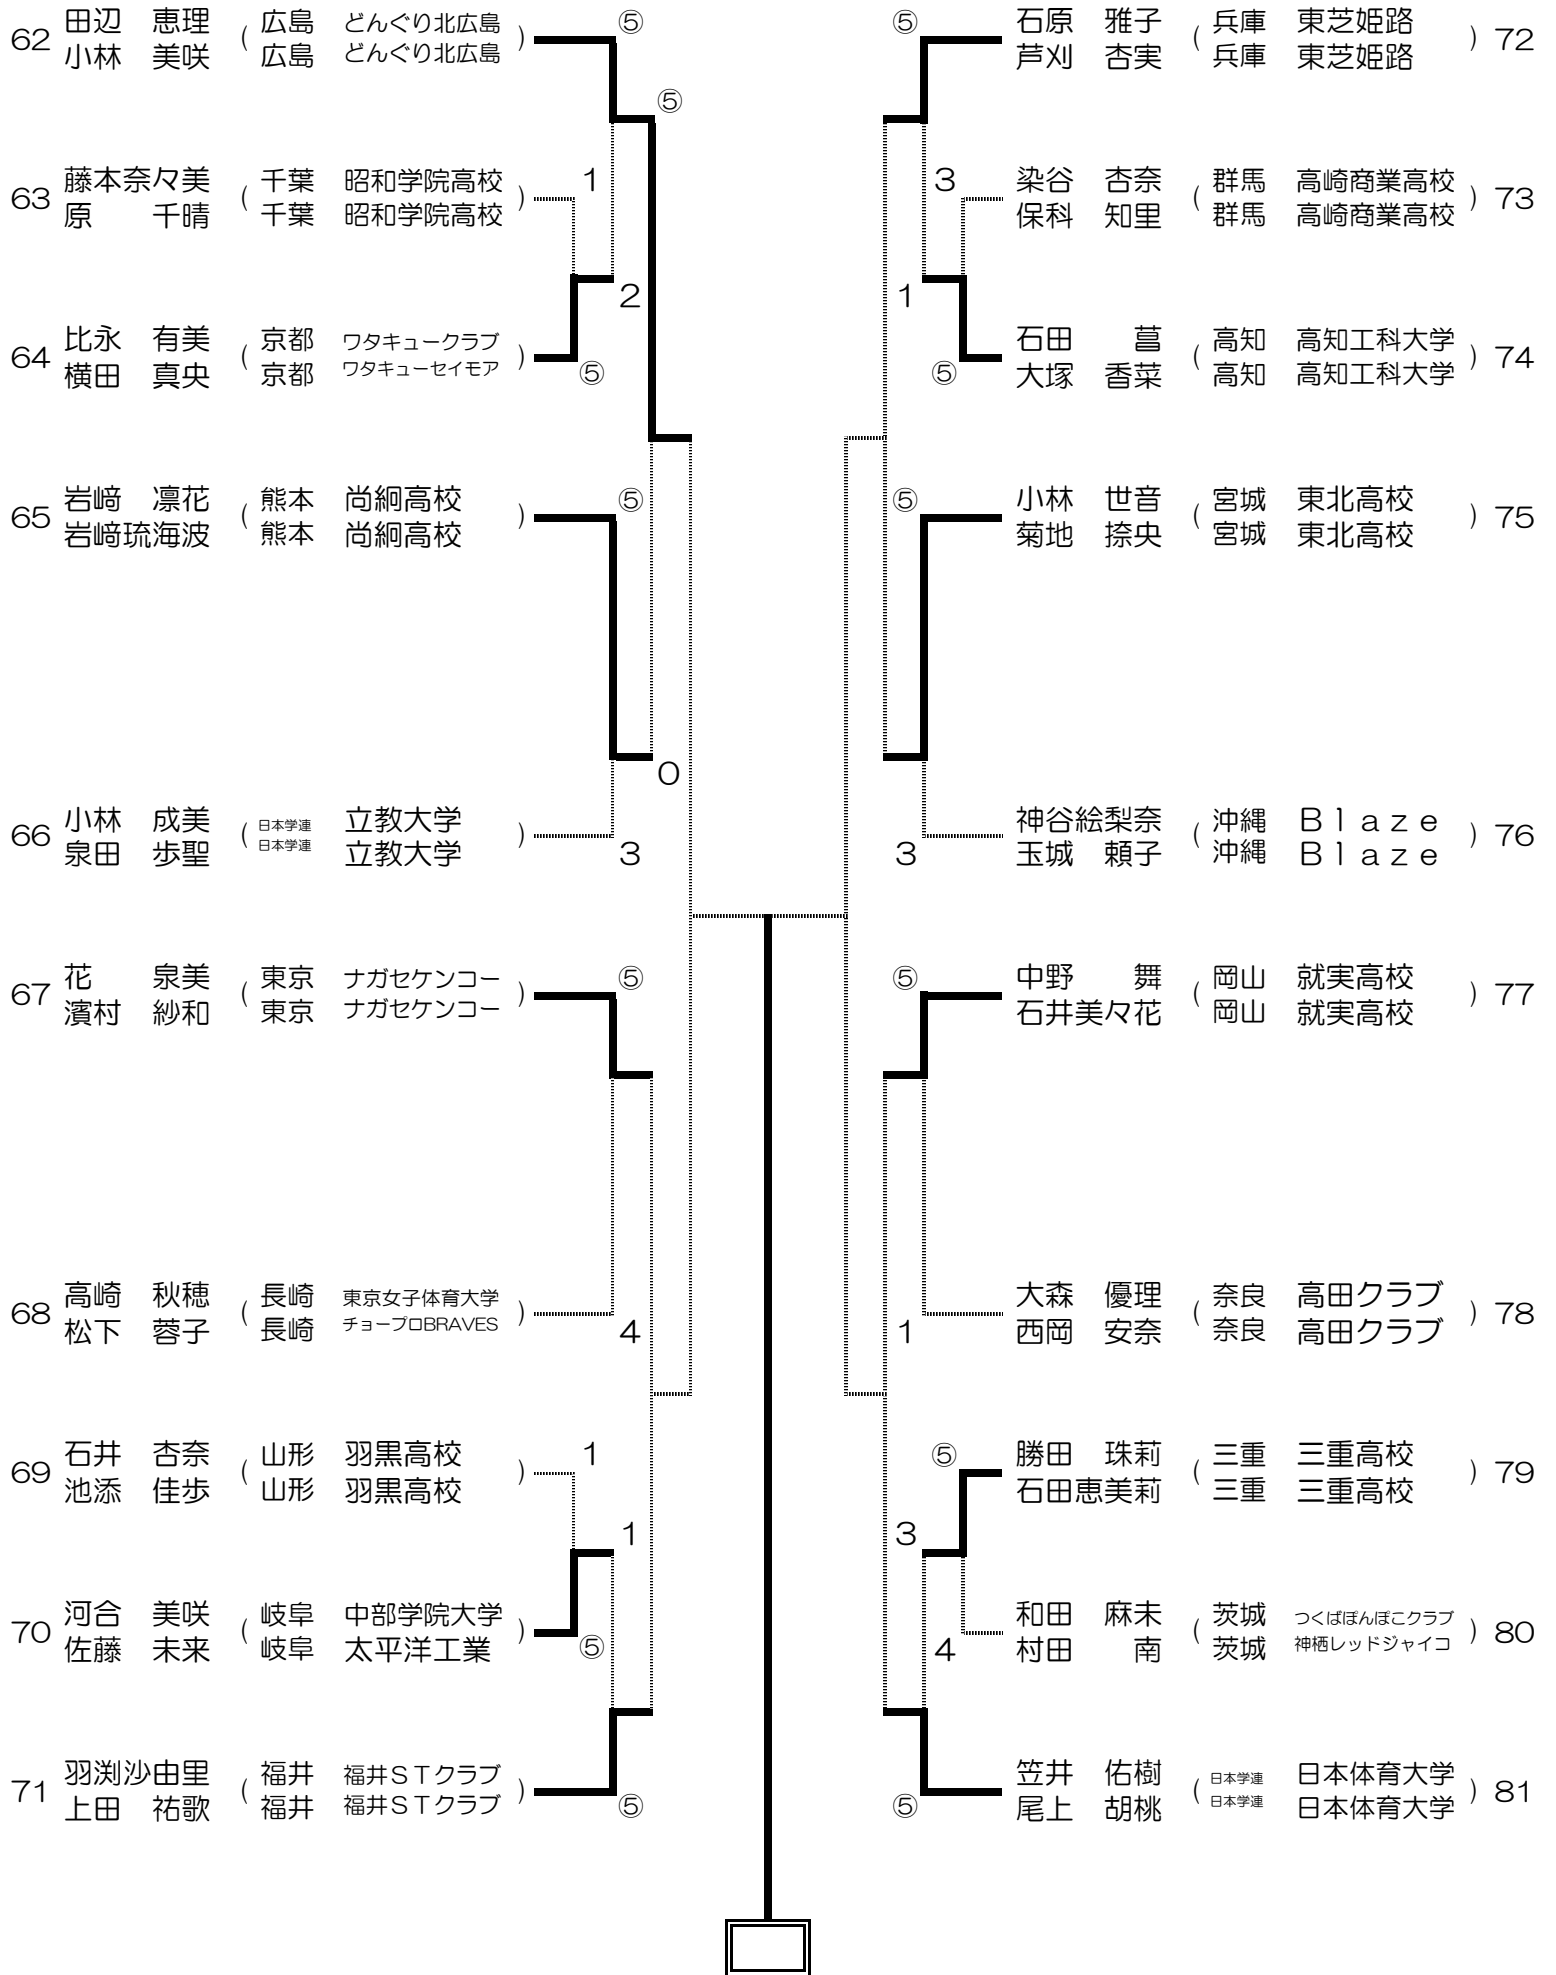 62 田辺　恵理 ( 広島　どんぐり北広島 ) ⑤
小林　美咲 広島　どんぐり北広島
⑤
63 藤本奈々美 ( 千葉　昭和学院高校 ) 1
原　千晴 千葉　昭和学院高校
2
64 比永　有美 ( 京都　ワタキュークラブ )
横田　真央 京都　ワタキューセイモア ⑤
65 岩﨑　凛花 ( 熊本　尚絅高校 ) ⑤
岩﨑琉海波 熊本　尚絅高校
0
66 小林　成美 ( 日本学連　立教大学 )
泉田　歩聖 日本学連　立教大学 3
67 花　泉美 ( 東京　ナガセケンコー ) ⑤
濱村　紗和 東京　ナガセケンコー
68 高崎　秋穂 ( 長崎　東京女子体育大学 )
松下　蓉子 長崎　チョープロBRAVES 4
69 石井　杏奈 ( 山形　羽黒高校 ) 1
池添　佳歩 山形　羽黒高校
1
70 河合　美咲 ( 岐阜　中部学院大学 )
佐藤　未来 岐阜　太平洋工業 ⑤
71 羽渕沙由里 ( 福井　福井ＳＴクラブ )
上田　祐歌 福井　福井ＳＴクラブ ⑤
⑤ 石原　雅子 ( 兵庫　東芝姫路 ) 72
芦刈　杏実 兵庫　東芝姫路
3 染谷　杏奈 ( 群馬　高崎商業高校 ) 73
保科　知里 群馬　高崎商業高校
1
石田　菖 ( 高知　高知工科大学 ) 74
⑤ 大塚　香菜 高知　高知工科大学
⑤ 小林　世音 ( 宮城　東北高校 ) 75
菊地　捺央 宮城　東北高校
神谷絵梨奈 ( 沖縄　Ｂｌａｚｅ ) 76
3 玉城　頼子 沖縄　Ｂｌａｚｅ
⑤ 中野　舞 ( 岡山　就実高校 ) 77
石井美々花 岡山　就実高校
大森　優理 ( 奈良　高田クラブ ) 78
1 西岡　安奈 奈良　高田クラブ
⑤ 勝田　珠莉 ( 三重　三重高校 ) 79
石田恵美莉 三重　三重高校
3
和田　麻未 ( 茨城　つくばぽんぽこクラブ ) 80
4 村田　南 茨城　神栖レッドジャイコ
笠井　佑樹 ( 日本学連　日本体育大学 ) 81
⑤ 尾上　胡桃 日本学連　日本体育大学